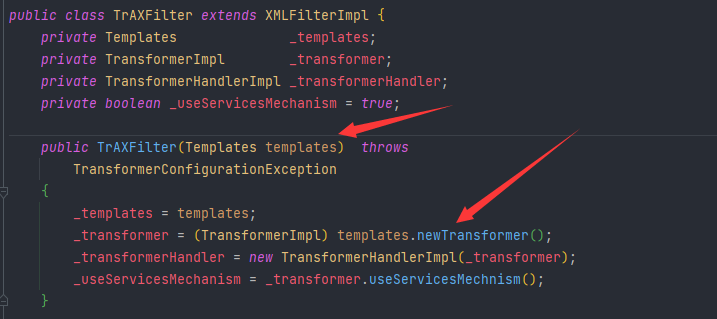 public class TrAXFilter extends XMLFilterImpl {
private Templates _templates;
private TransformerImpl _transformer;
private TransformerHandlerImpl _transformerHandler;
private boolean _useServicesMechanism = true;
public TrAXFilter(Templates templates) throws
TransformerConfigurationException
{
_templates = templates;
_transformer = (TransformerImpl) templates.newTransformer();
_transformerHandler = new TransformerHandlerImpl(_transformer);
_useServicesMechanism = _transformer.useServicesMechnism();
}